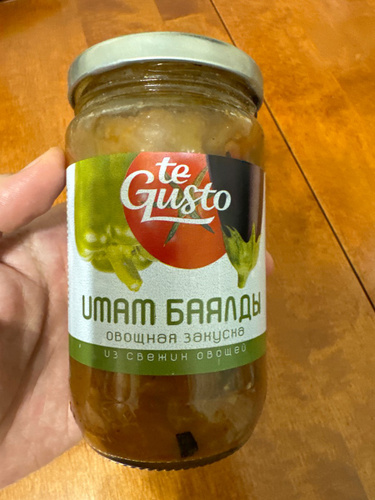 te
Gusto
ИМАМ БАЯЛДЫ
ОВОЩНАЯ ЗАКУСКА
ИЗ СВЕЖИХ ОВОЩЕЙ